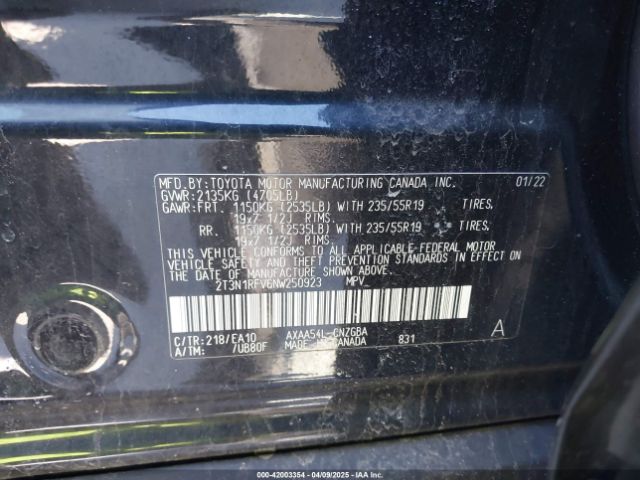 MFD.BY:TOYOTA MOTOR MANUFACTURING CANADA INC. 01/22
GVWR:2135KG (4705LB)
GAWR:FRT. 1150KG (2535LB) WITH 235/55R19 TIRES,
19x7 1/2J RIMS.
RR. 1150KG (2535LB) WITH 235/55R19 TIRES,
19x7 1/2J RIMS.
THIS VEHICLE CONFORMS TO ALL APPLICABLE FEDERAL MOTOR
VEHICLE SAFETY AND THEFT PREVENTION STANDARDS IN EFFECT ON
THE DATE OF MANUFACTURE SHOWN ABOVE.
2T3N1RFV6NW250923 MPV
C/TR:218/EA10 AXAA54L-CNZGBA A
A/TM: /UB80F MADE IN CANADA 831
000-42003354 | 04/09/2025 - IAA Inc.